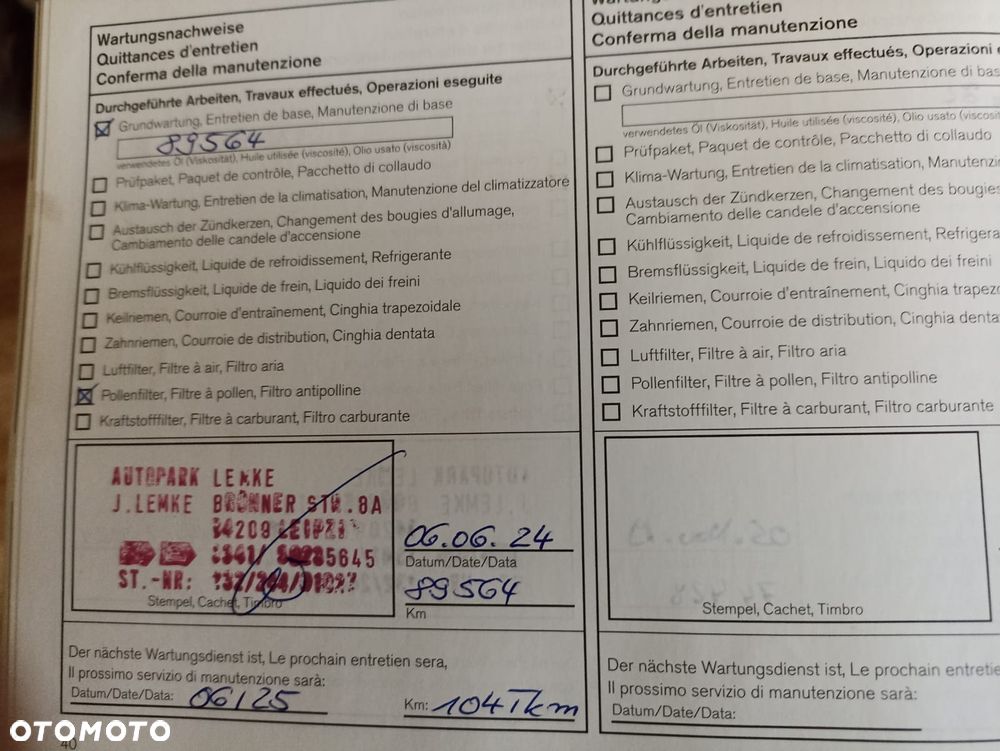 Wartungsnachweise
Quittances d'entretien
Conferma della manutenzione
Durchgeführte Arbeiten, Travaux effectués, Operazioni eseguite
Grundwartung, Entretien de base, Manutenzione di base
89564
verwendetes Öl (Viskosität), Huile utilisée (viscosité), Olio usato (viscosità)
Prüfpaket, Paquet de contrôle, Pacchetto di collaudo
Klima-Wartung, Entretien de la climatisation, Manutenzione del climatizzatore
Austausch der Zündkerzen, Changement des bougies d'allumage,
Cambiamento delle candele d'accensione
Kühlflüssigkeit, Liquide de refroidissement, Refrigerante
Bremsflüssigkeit, Liquide de frein, Liquido dei freini
Keilriemen, Courroie d'entraînement, Cinghia trapezoidale
Zahnriemen, Courroie de distribution, Cinghia dentata
Luftfilter, Filtre à air, Filtro aria
Pollenfilter, Filtre à pollen, Filtro antipolline
Kraftstofffilter, Filtre à carburant, Filtro carburante
AUTOPARK LEMKE
J.LEMKE BRÜNNER STR.8A
ST.-NR:
Stempel, Cachet, Timbro
06.06.24
Datum/Date/Data
89564
Km
Der nächste Wartungsdienst ist, Le prochain entretien sera,
Il prossimo servizio di manutenzione sarà:
Datum/Date/Data: 06/25
Km: 104Tkm
40
Quittances d'entretien
Conferma della manutenzione
Durchgeführte Arbeiten, Travaux effectués, Operazioni
Grundwartung, Entretien de base, Manutenzione di
verwendetes Öl (Viskosität), Huile utilisée (viscosité), Olio usato
Prüfpaket, Paquet de contrôle, Pacchetto di collaudo
Klima-Wartung, Entretien de la climatisation,
Austausch der Zündkerzen, Changement des bougies
Cambiamento delle candele d'accensione
Kühlflüssigkeit, Liquide de refroidissement,
Bremsflüssigkeit, Liquide de frein, Liquido dei freini
Keilriemen, Courroie d'entraînement, Cinghia
Zahnriemen, Courroie de distribution, Cinghia
Luftfilter, Filtre à air, Filtro aria
Pollenfilter, Filtre à pollen, Filtro antipolline
Kraftstofffilter, Filtre à carburant, Filtro carburante
Stempel, Cachet, Timbro
Der nächste Wartungsdienst ist, Le prochain
Il prossimo servizio di manutenzione sarà:
Datum/Date/Data:
OTOMOTO